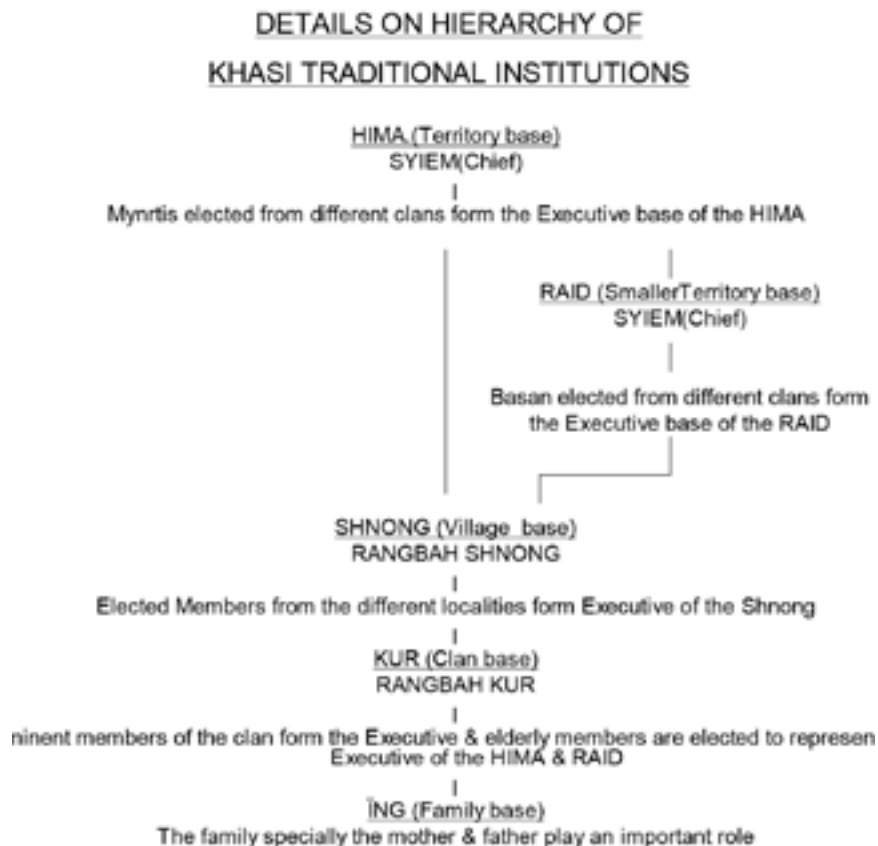 DETAILS ON HIERARCHY OF
KHASI TRADITIONAL INSTITUTIONS
HIMA.(Territory base)
SYIEM(Chief)
Mynrtis elected from different clans form the Executive base of the HIMA
RAID (SmallerTerritory base)
SYIEM(Chief)
Basan elected from different clans form
the Executive base of the RAID
SHNONG (Village base)
RANGBAH SHNONG
Elected Members from the different localities form Executive of the Shnong
KUR (Clan base)
RANGBAH KUR
ninent members of the clan form the Executive & elderly members are elected to represen
Executive of the HIMA & RAID
ÏNG (Family base)
The family specially the mother & father play an important role